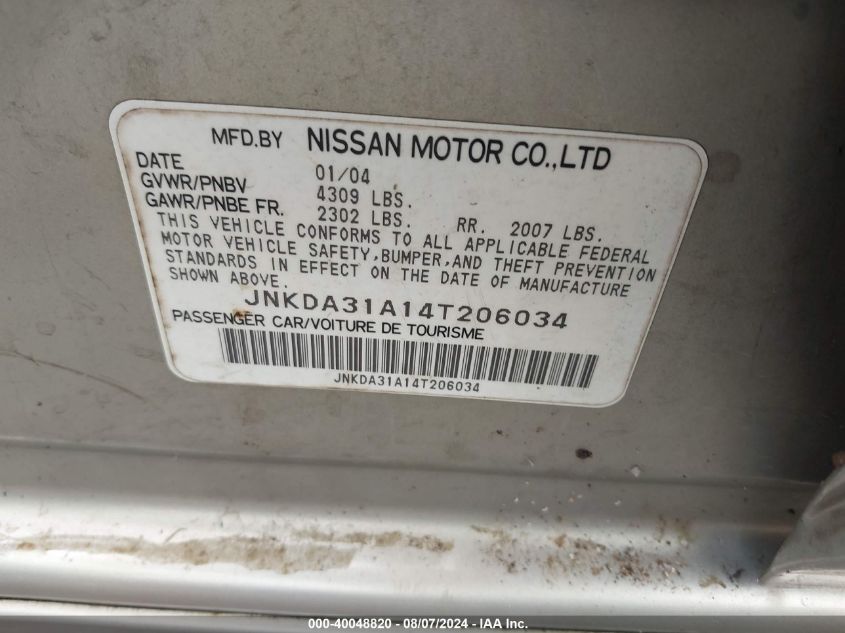 MFD.BY NISSAN MOTOR CO.,LTD
DATE 01/04
GVWR/PNBV 4309 LBS.
GAWR/PNBE FR. 2302 LBS. RR. 2007 LBS.
THIS VEHICLE CONFORMS TO ALL APPLICABLE FEDERAL
MOTOR VEHICLE SAFETY,BUMPER,AND THEFT PREVENTION
STANDARDS IN EFFECT ON THE DATE OF MANUFACTURE
SHOWN ABOVE.
JNKDA31A14T206034
PASSENGER CAR/VOITURE DE TOURISME
JNKDA31A14T206034
000-40048820 - 08/07/2024 - IAA Inc.